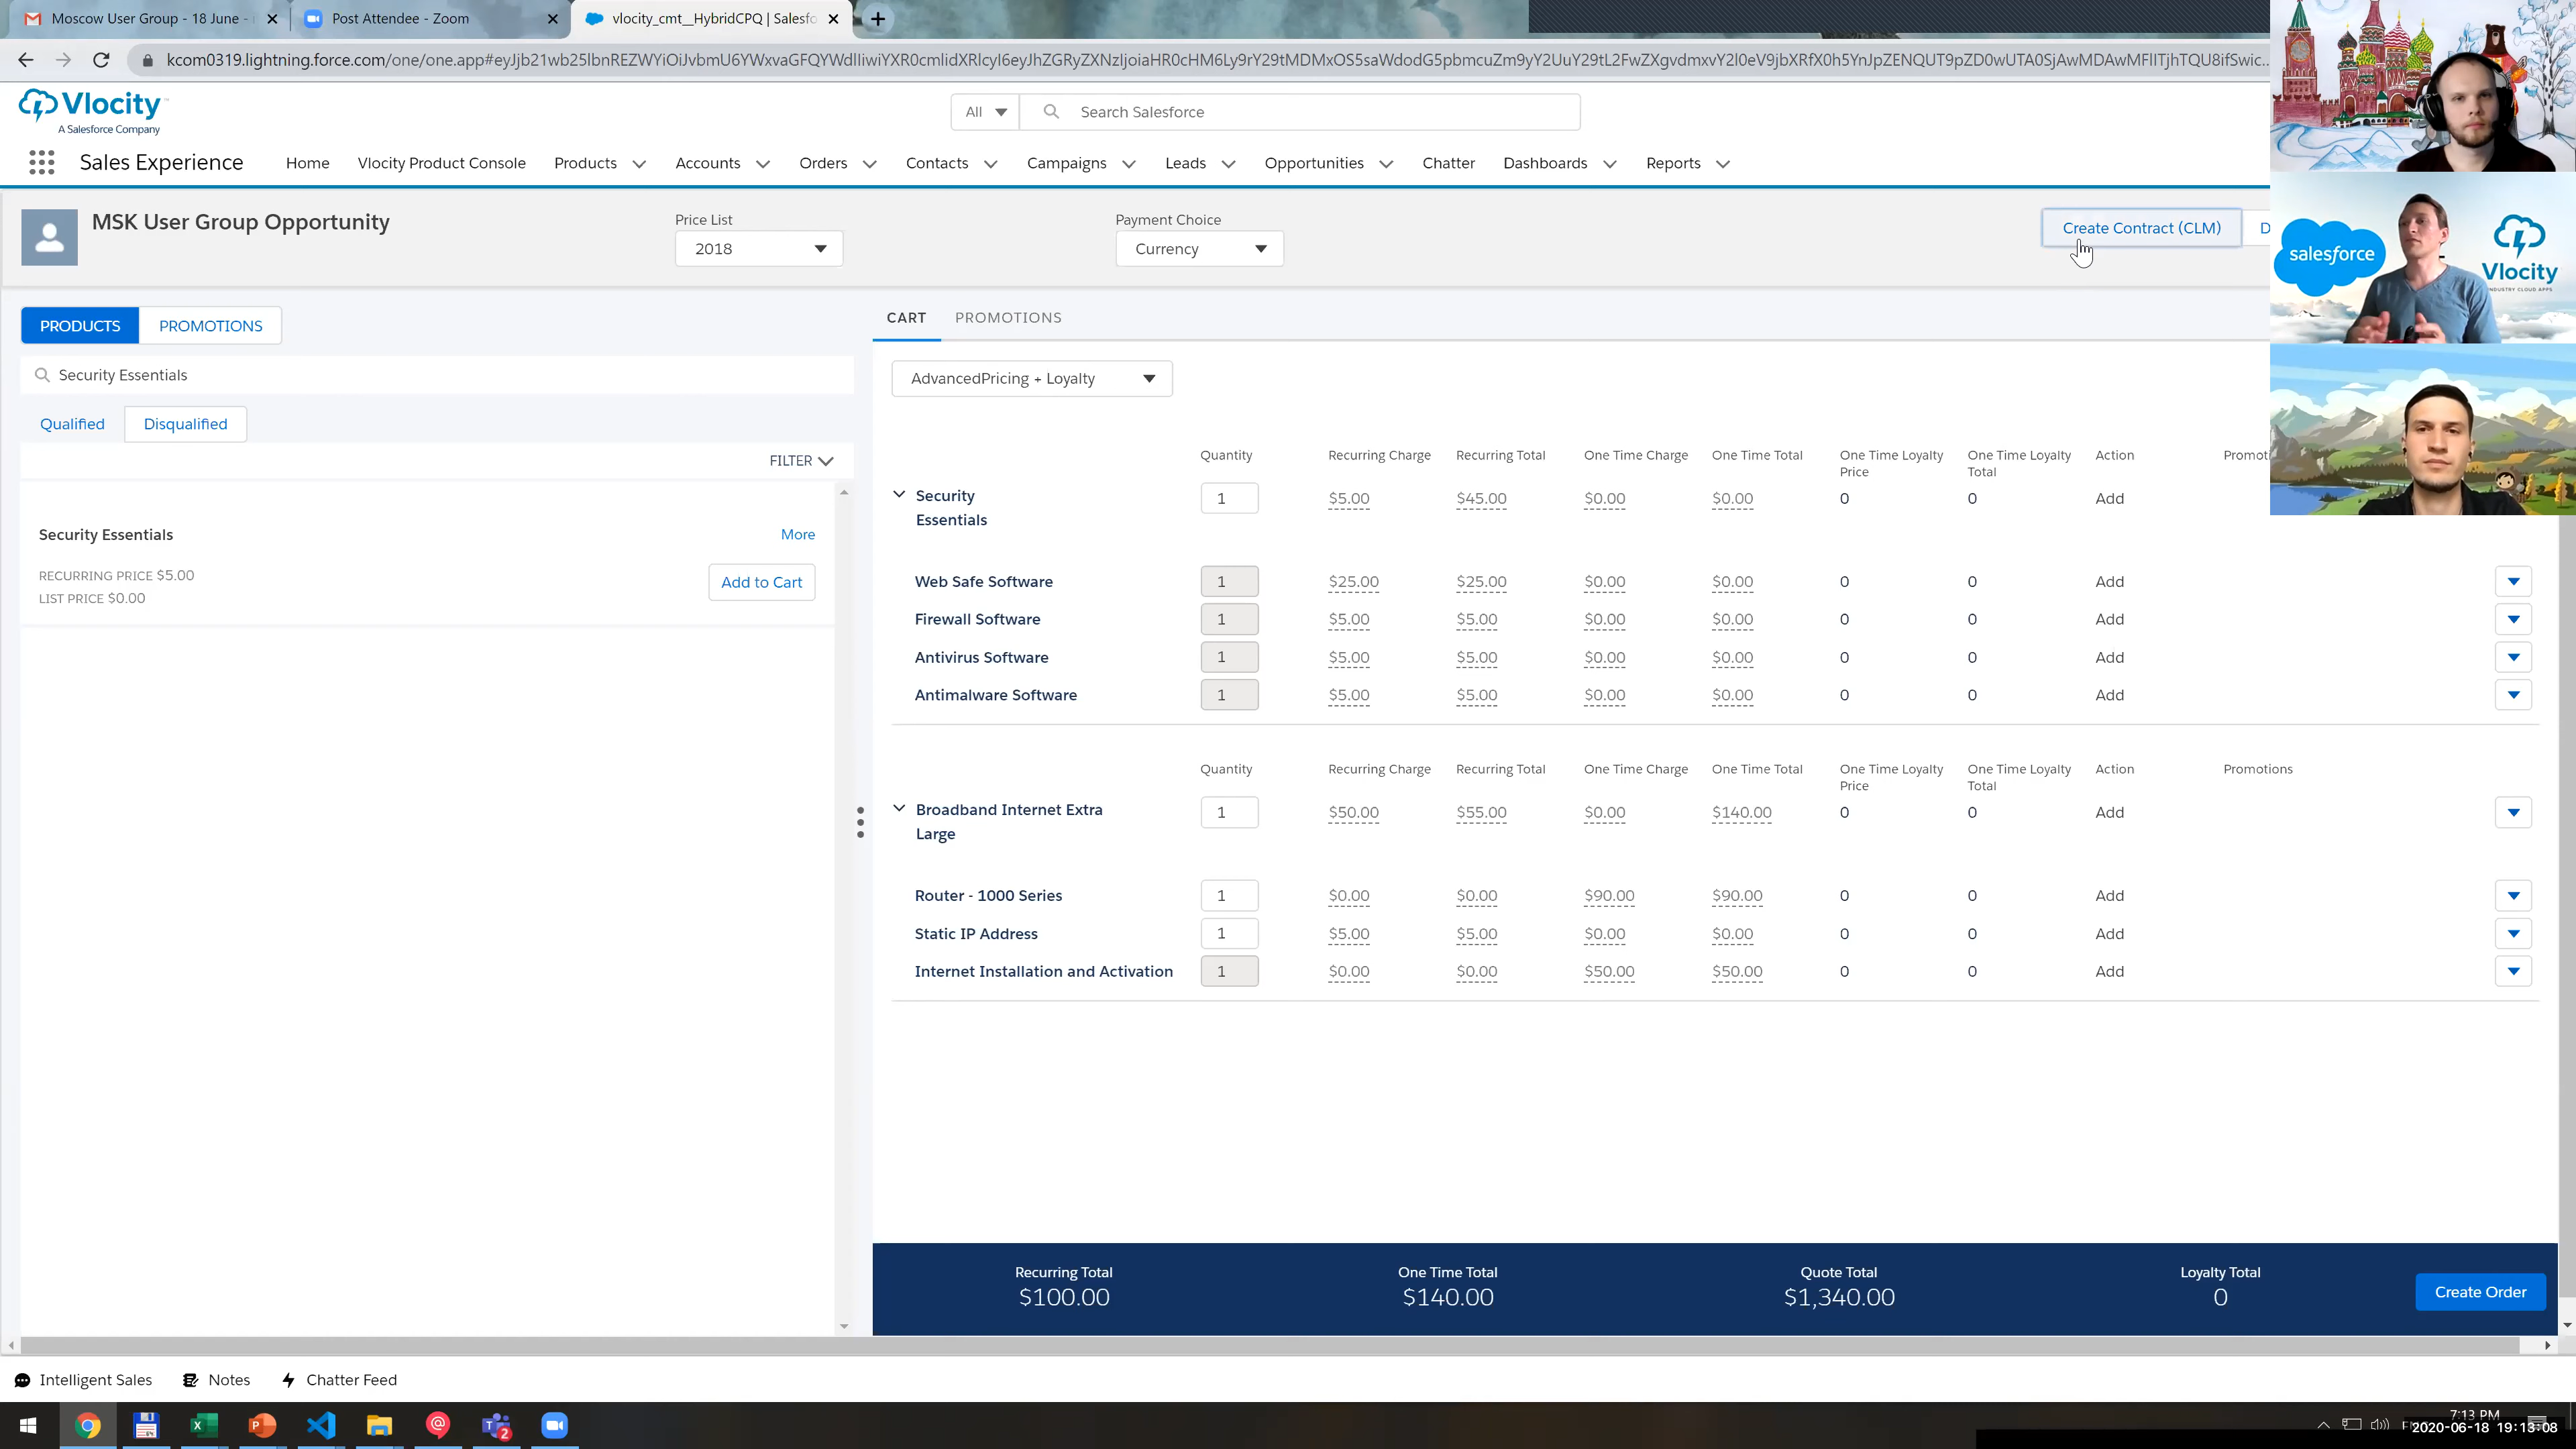 Moscow User Group - 18 June -
Post Attendee - Zoom
vlocity_cmt__HybridCPQ | Salesfo
Vlocity
A Salesforce Company
All
Search Salesforce
Sales Experience
Home
Vlocity Product Console
Products
Accounts
Orders
Contacts
Campaigns
Leads
Opportunities
Chatter
Dashboards
Reports
MSK User Group Opportunity
Price List
2018
Payment Choice
Currency
Create Contract (CLM)
D
salesforce
Vlocity
INDUSTRY CLOUD APPS
PRODUCTS
PROMOTIONS
Security Essentials
Qualified
Disqualified
FILTER
Security Essentials
More
RECURRING PRICE $5.00
LIST PRICE $0.00
Add to Cart
CART
PROMOTIONS
AdvancedPricing + Loyalty
Quantity Recurring Charge Recurring Total One Time Charge One Time Total One Time Loyalty Price One Time Loyalty Total Action Promoti
Security Essentials 1 $5.00 $45.00 $0.00 $0.00 0 0 Add
Web Safe Software 1 $25.00 $25.00 $0.00 $0.00 0 0 Add
Firewall Software 1 $5.00 $5.00 $0.00 $0.00 0 0 Add
Antivirus Software 1 $5.00 $5.00 $0.00 $0.00 0 0 Add
Antimalware Software 1 $5.00 $5.00 $0.00 $0.00 0 0 Add
Quantity Recurring Charge Recurring Total One Time Charge One Time Total One Time Loyalty Price One Time Loyalty Total Action Promotions
Broadband Internet Extra Large 1 $50.00 $55.00 $0.00 $140.00 0 0 Add
Router - 1000 Series 1 $0.00 $0.00 $90.00 $90.00 0 0 Add
Static IP Address 1 $5.00 $5.00 $0.00 $0.00 0 0 Add
Internet Installation and Activation 1 $0.00 $0.00 $50.00 $50.00 0 0 Add
Recurring Total
$100.00
One Time Total
$140.00
Quote Total
$1,340.00
Loyalty Total
0
Create Order
Intelligent Sales
Notes
Chatter Feed
7:13 PM
2020-06-18 19:13:08